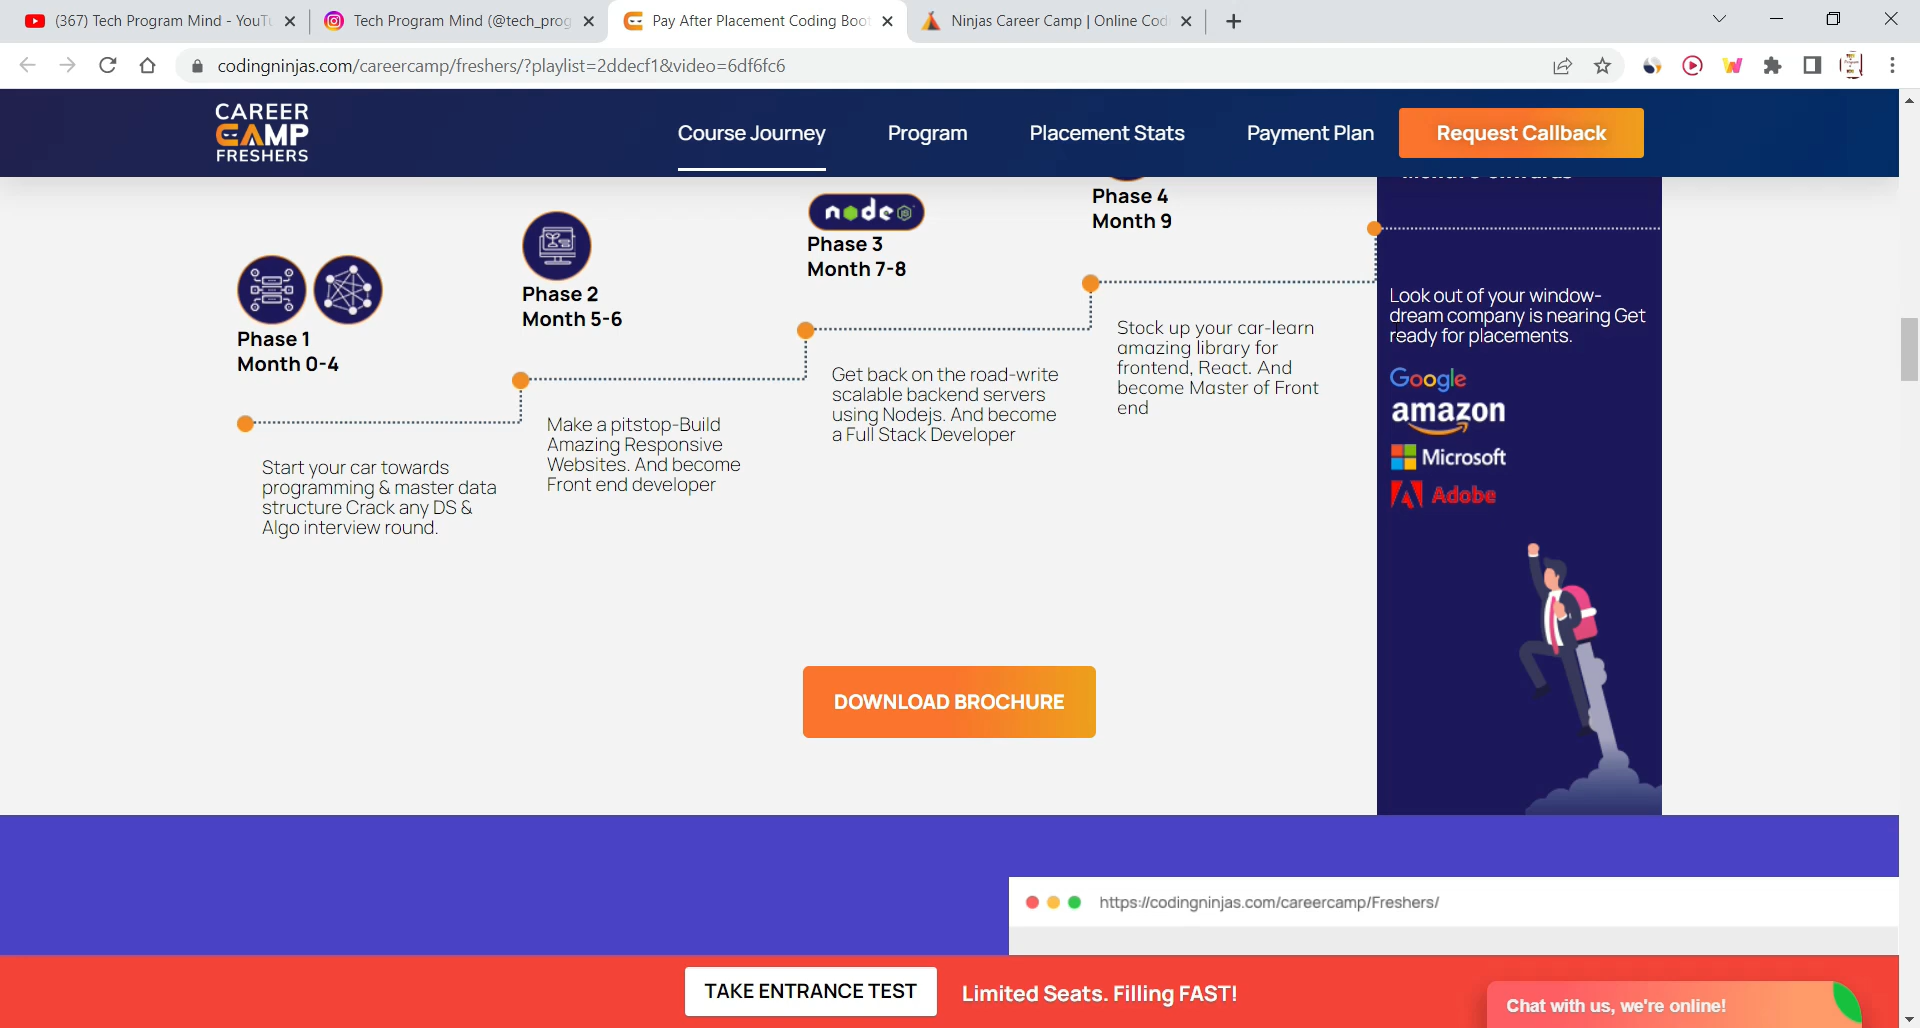 (367) Tech Program Mind - YouT
Tech Program Mind (@tech_prog
Pay After Placement Coding Boot
Ninjas Career Camp | Online Cod
codingninjas.com/careercamp/freshers/?playlist=2ddecf1&video=6df6fc6
CAREER
CAMP
FRESHERS
Course Journey
Program
Placement Stats
Payment Plan
Request Callback
Phase 1
Month 0-4
Start your car towards
programming & master data
structure Crack any DS &
Algo interview round.
Phase 2
Month 5-6
Make a pitstop-Build
Amazing Responsive
Websites. And become
Front end developer
node JS
Phase 3
Month 7-8
Get back on the road-write
scalable backend servers
using Nodejs. And become
a Full Stack Developer
Phase 4
Month 9
Stock up your car-learn
amazing library for
frontend, React. And
become Master of Front
end
Look out of your window-
dream company is nearing Get
ready for placements.
Google
amazon
Microsoft
Adobe
DOWNLOAD BROCHURE
https://codingninjas.com/careercamp/Freshers/
TAKE ENTRANCE TEST
Limited Seats. Filling FAST!
Chat with us, we're online!